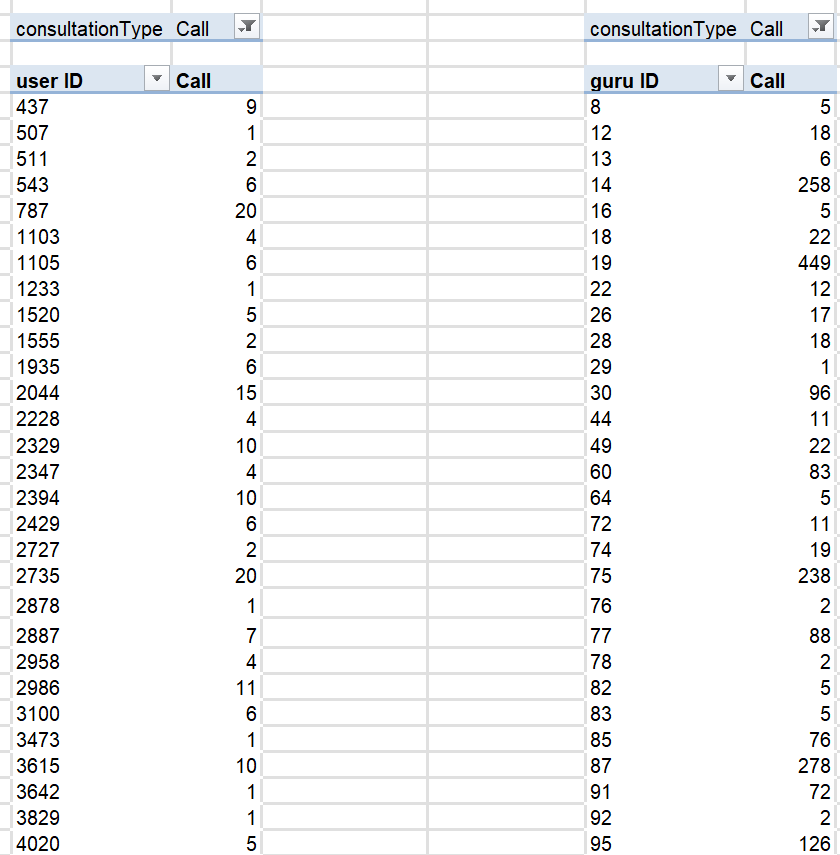 consultationType Call consultationType Call
user ID Call guru ID Call
437 9 8 5
507 1 12 18
511 2 13 6
543 6 14 258
787 20 16 5
1103 4 18 22
1105 6 19 449
1233 1 22 12
1520 5 26 17
1555 2 28 18
1935 6 29 1
2044 15 30 96
2228 4 44 11
2329 10 49 22
2347 4 60 83
2394 10 64 5
2429 6 72 11
2727 2 74 19
2735 20 75 238
2878 1 76 2
2887 7 77 88
2958 4 78 2
2986 11 82 5
3100 6 83 5
3473 1 85 76
3615 10 87 278
3642 1 91 72
3829 1 92 2
4020 5 95 126